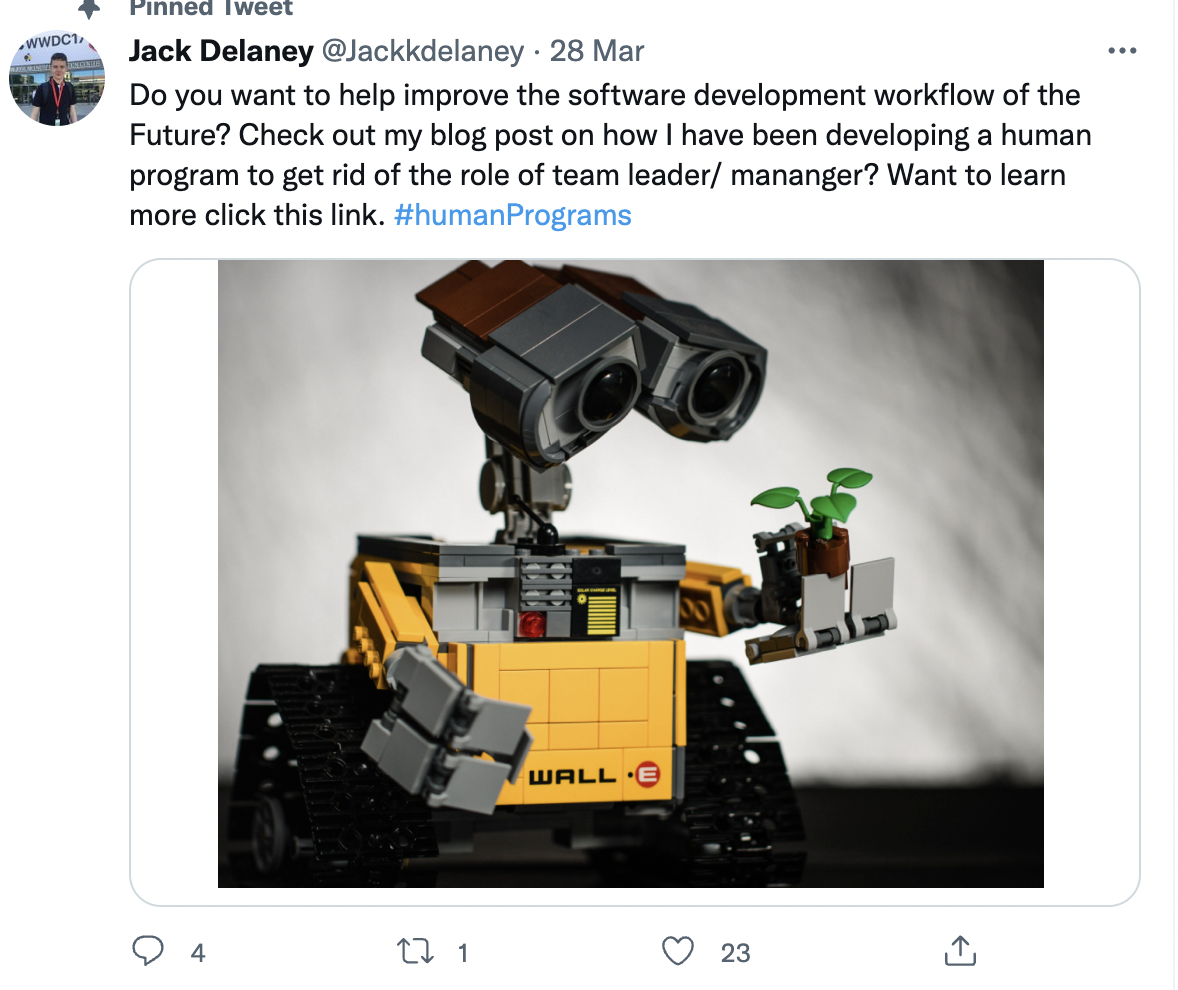 Pinned Tweet
WWDC17
Jack Delaney @Jackkdelaney · 28 Mar
Do you want to help improve the software development workflow of the
Future? Check out my blog post on how I have been developing a human
program to get rid of the role of team leader/ mananger? Want to learn
more click this link. #humanPrograms
SOLAR CHARGE LEVEL
WALL·E
4 1 23